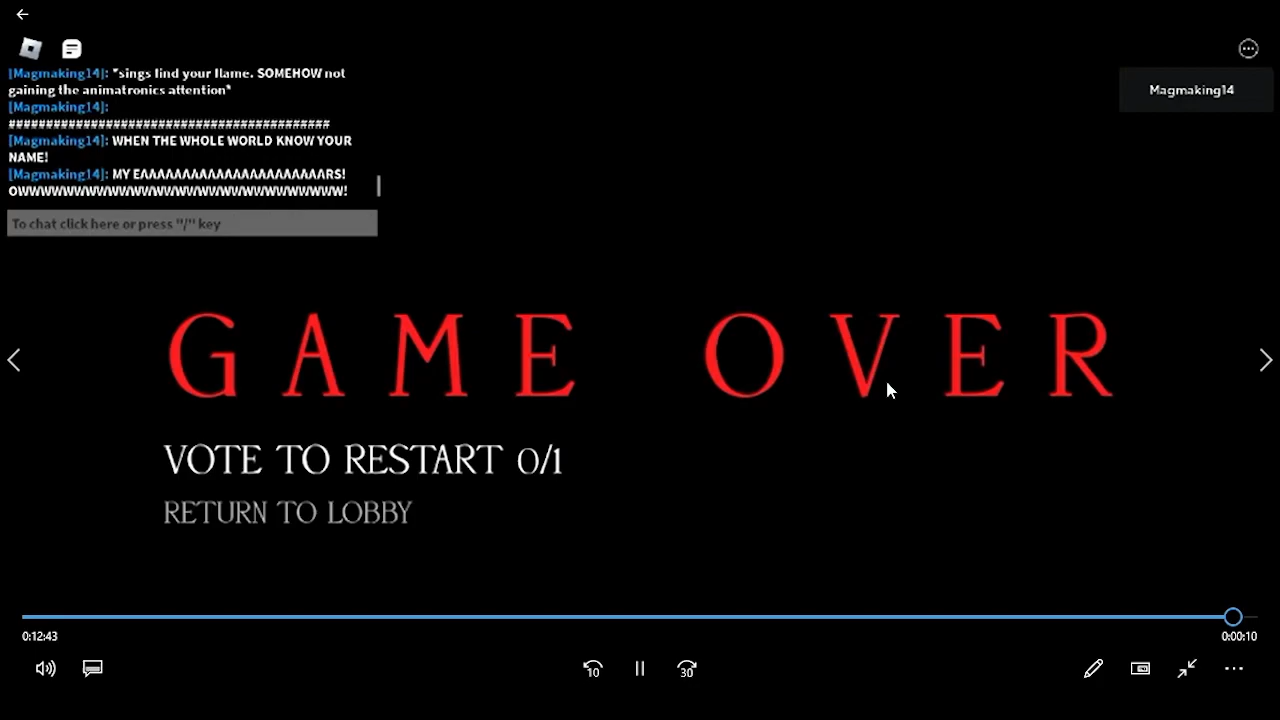 [Magmaking14]: *sings find your flame. SOMEHOW not
gaining the animatronics attention*
[Magmaking14]:
###########################################
[Magmaking14]: WHEN THE WHOLE WORLD KNOW YOUR
NAME!
[Magmaking14]: MY EAAAAAAAAAAAAAAAAAAAAAARS!
OWWWWWWWWWWWWWWWWWWWWWWWWWWW!
To chat click here or press "/" key
Magmaking14
GAME OVER
VOTE TO RESTART 0/1
RETURN TO LOBBY
0:12:43
0:00:10
10
30